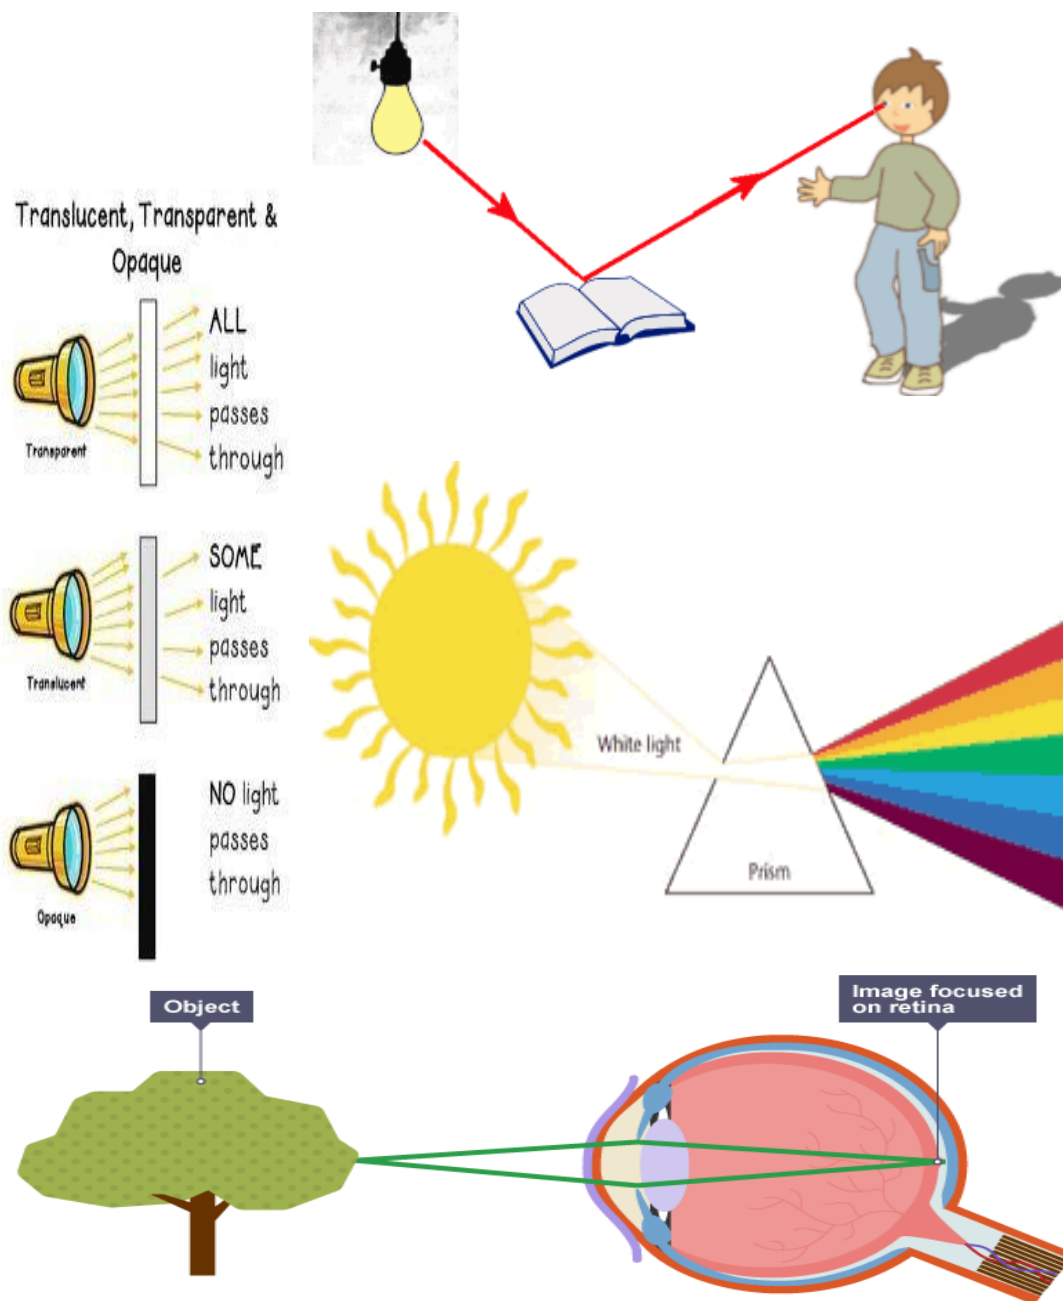 Translucent, Transparent &
Opaque
ALL
light
passes
through
Transparent
SOME
light
passes
through
Translucent
NO light
passes
through
Opaque
White light
Prism
Object
Image focused
on retina